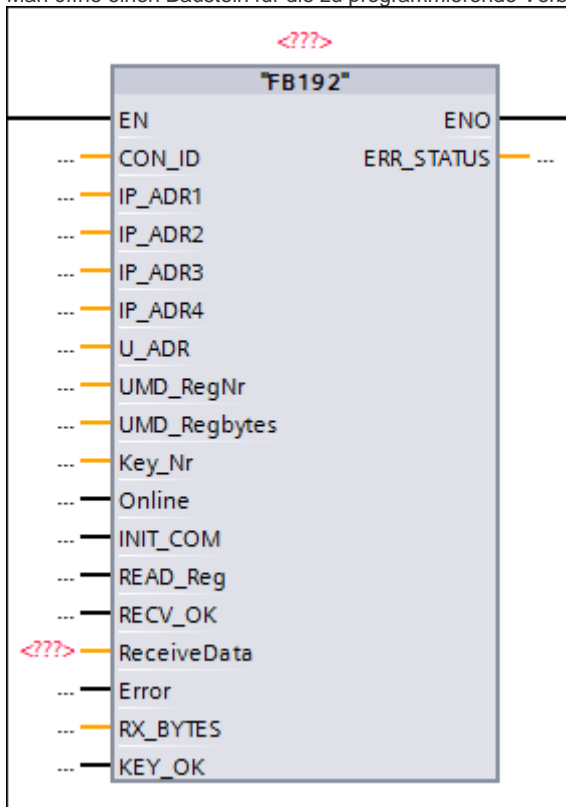 <???>
"FB192"
EN ENO
... CON_ID ERR_STATUS ...
... IP_ADR1
... IP_ADR2
... IP_ADR3
... IP_ADR4
... U_ADR
... UMD_RegNr
... UMD_Regbytes
... Key_Nr
... Online
... INIT_COM
... READ_Reg
... RECV_OK
<???> ReceiveData
... Error
... RX_BYTES
... KEY_OK